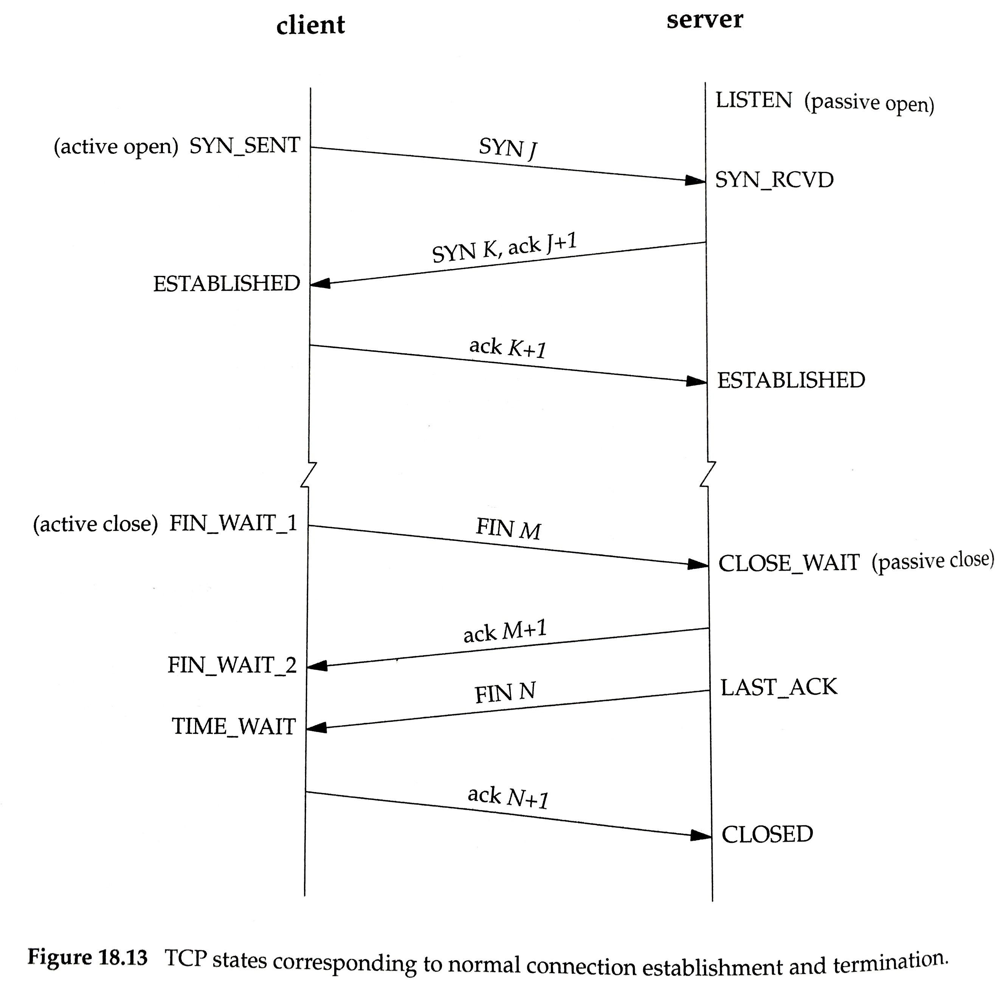 client server
LISTEN (passive open)
(active open) SYN_SENT
SYN J
SYN_RCVD
SYN K, ack J+1
ESTABLISHED
ack K+1
ESTABLISHED
(active close) FIN_WAIT_1
FIN M
CLOSE_WAIT (passive close)
ack M+1
FIN_WAIT_2
FIN N
LAST_ACK
TIME_WAIT
ack N+1
CLOSED
Figure 18.13 TCP states corresponding to normal connection establishment and termination.